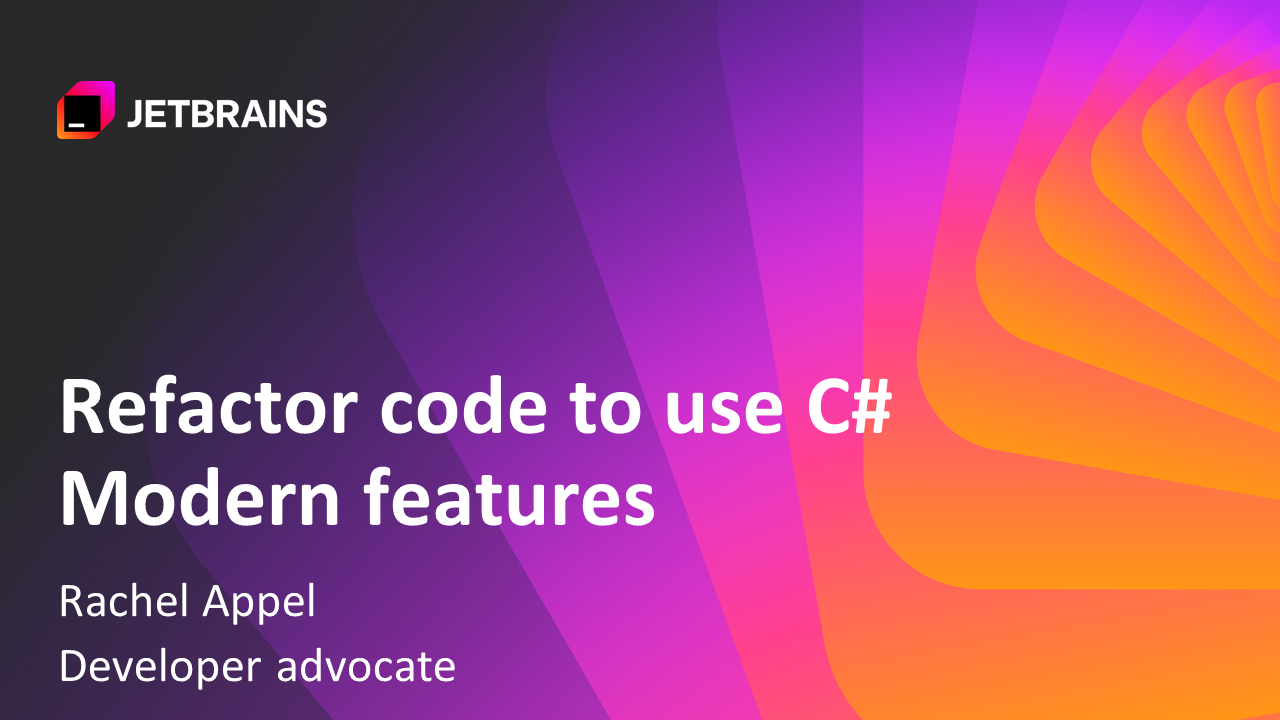 JETBRAINS
Refactor code to use C#
Modern features
Rachel Appel
Developer advocate